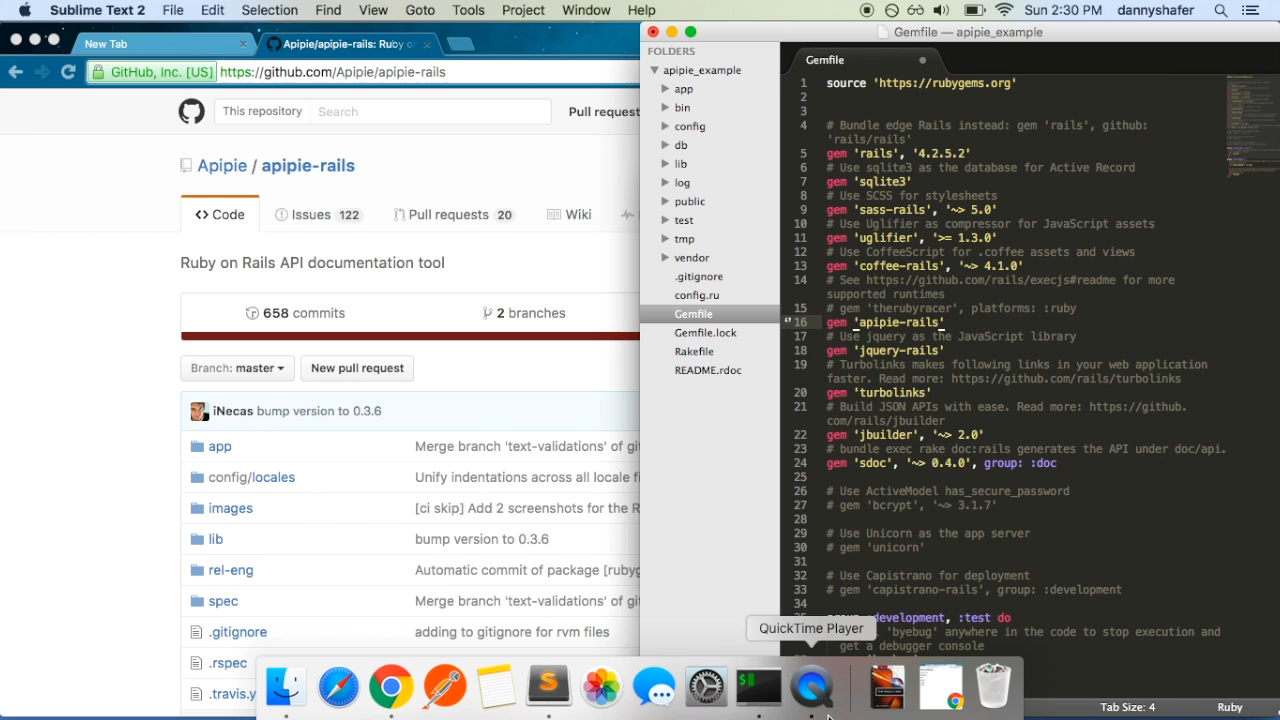 Sublime Text 2 File Edit Selection Find View Goto Tools Project Window Help Sun 2:30 PM dannyshafer
New Tab Apipie/apipie-rails: Ruby o
GitHub, Inc. [US] https://github.com/Apipie/apipie-rails
This repository Search Pull request
Apipie / apipie-rails
<> Code Issues 122 Pull requests 20 Wiki
Ruby on Rails API documentation tool
658 commits 2 branches
Branch: master New pull request
iNecas bump version to 0.3.6
app Merge branch 'text-validations' of git
config/locales Unify indentations across all locale fi
images [ci skip] Add 2 screenshots for the R
lib bump version to 0.3.6
rel-eng Automatic commit of package [rubyg
spec Merge branch 'text-validations' of git
.gitignore adding to gitignore for rvm files
.rspec
.travis.y
Gemfile — apipie_example
FOLDERS
apipie_example
app
bin
config
db
lib
log
public
test
tmp
vendor
.gitignore
config.ru
Gemfile
Gemfile.lock
Rakefile
README.rdoc
Gemfile
1 source 'https://rubygems.org'
2
3
4 # Bundle edge Rails instead: gem 'rails', github:
'rails/rails'
5 gem 'rails', '4.2.5.2'
6 # Use sqlite3 as the database for Active Record
7 gem 'sqlite3'
8 # Use SCSS for stylesheets
9 gem 'sass-rails', '~> 5.0'
10 # Use Uglifier as compressor for JavaScript assets
11 gem 'uglifier', '>= 1.3.0'
12 # Use CoffeeScript for .coffee assets and views
13 gem 'coffee-rails', '~> 4.1.0'
14 # See https://github.com/rails/execjs#readme for more
supported runtimes
15 # gem 'therubyracer', platforms: :ruby
16 gem 'apipie-rails'
17 # Use jquery as the JavaScript library
18 gem 'jquery-rails'
19 # Turbolinks makes following links in your web application
faster. Read more: https://github.com/rails/turbolinks
20 gem 'turbolinks'
21 # Build JSON APIs with ease. Read more: https://github.
com/rails/jbuilder
22 gem 'jbuilder', '~> 2.0'
23 # bundle exec rake doc:rails generates the API under doc/api.
24 gem 'sdoc', '~> 0.4.0', group: :doc
25
26 # Use ActiveModel has_secure_password
27 # gem 'bcrypt', '~> 3.1.7'
28
29 # Use Unicorn as the app server
30 # gem 'unicorn'
31
32 # Use Capistrano for deployment
33 # gem 'capistrano-rails', group: :development
34
development, :test do
'byebug' anywhere in the code to stop execution and
get a debugger console
QuickTime Player
Tab Size: 4 Ruby